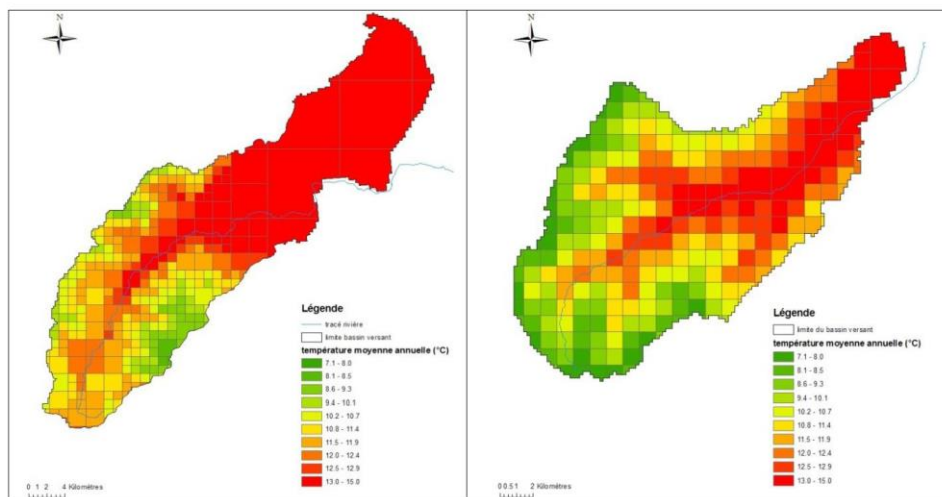 N
Légende
tracé rivière
limite bassin versant
température moyenne annuelle (°C)
7.1 - 8.0
8.1 - 8.5
8.6 - 9.3
9.4 - 10.1
10.2 - 10.7
10.8 - 11.4
11.5 - 11.9
12.0 - 12.4
12.5 - 12.9
13.0 - 15.0
0 1 2 4 Kilomètres
N
Légende
limite du bassin versant
température moyenne annuelle (°C)
7.1 - 8.0
8.1 - 8.5
8.6 - 9.3
9.4 - 10.1
10.2 - 10.7
10.8 - 11.4
11.5 - 11.9
12.0 - 12.4
12.5 - 12.9
13.0 - 15.0
0 0.5 1 2 Kilomètres